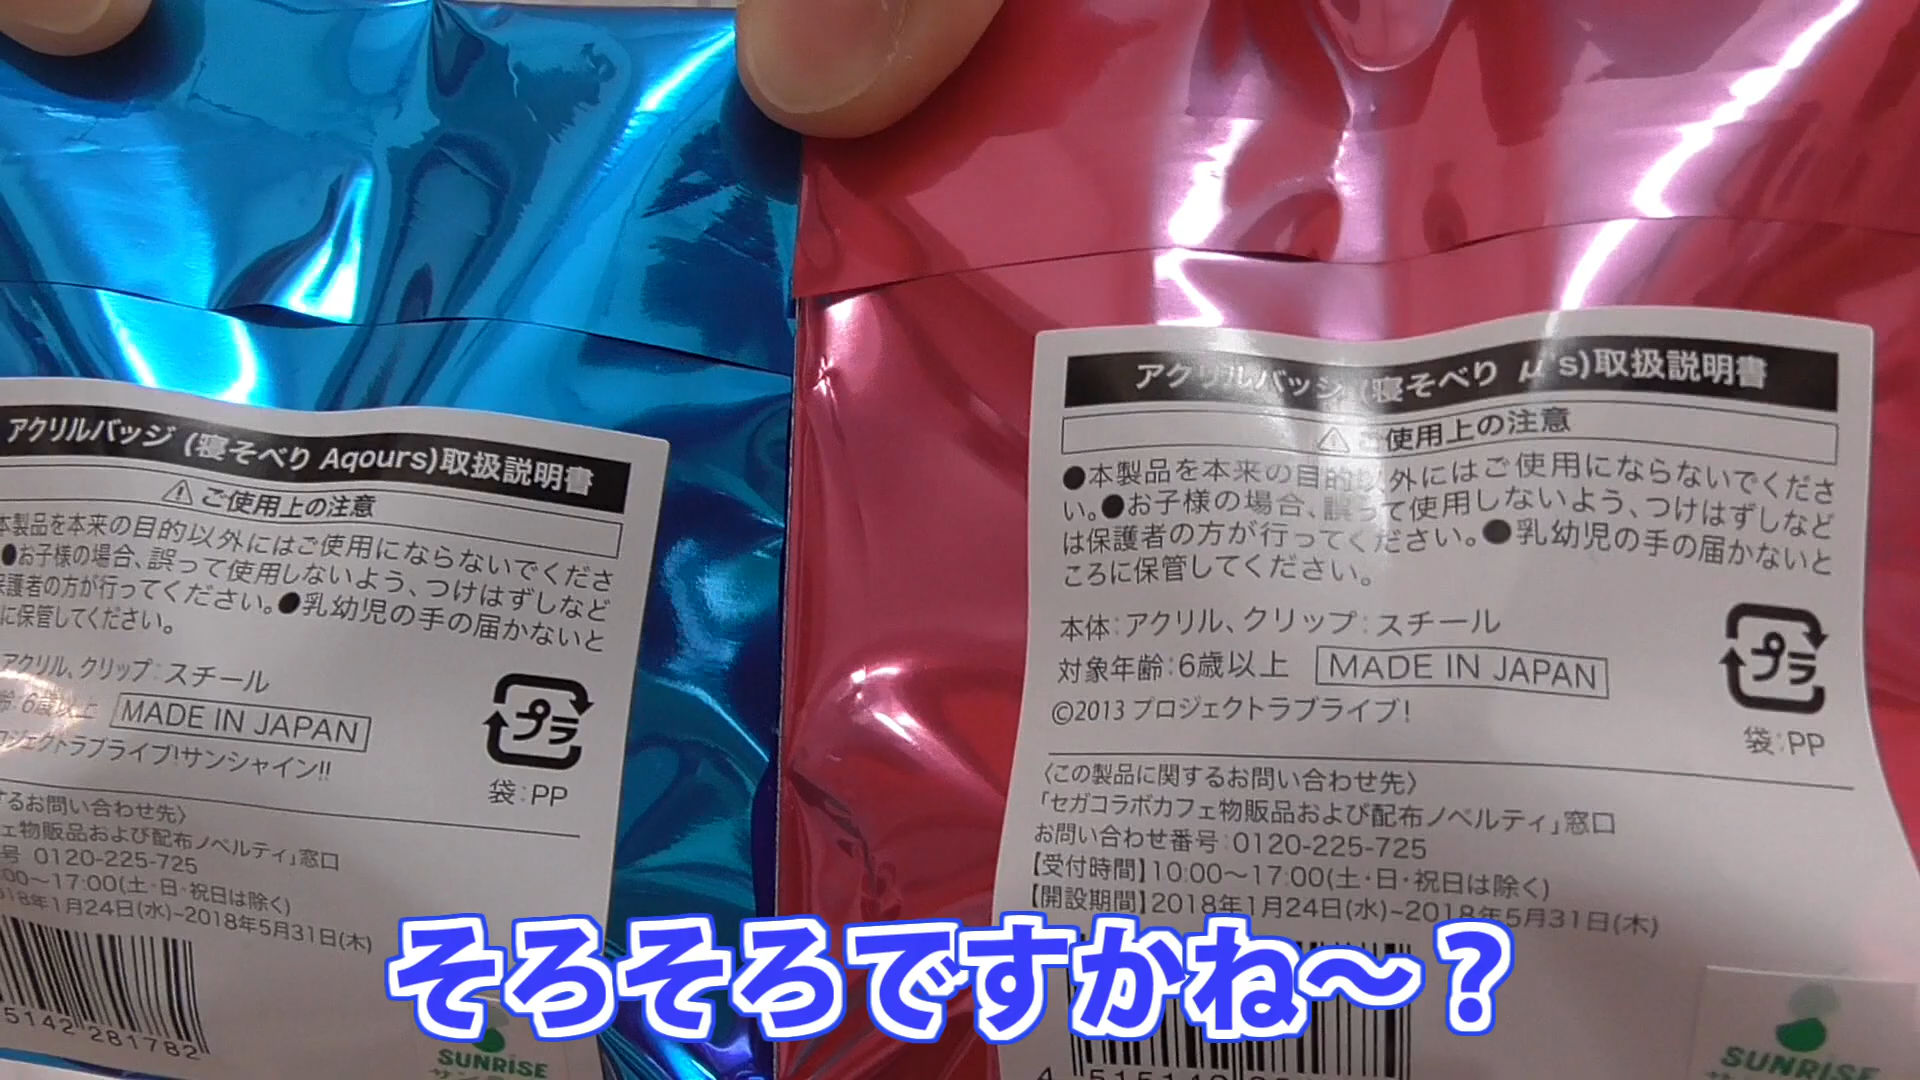 アクリルバッジ (寝そべり Aqours)取扱説明書
⚠ご使用上の注意
本製品を本来の目的以外にはご使用にならないでくださ
●お子様の場合、誤って使用しないよう、つけはずしなど
保護者の方が行ってください。●乳幼児の手の届かないと
に保管してください。
アクリル、クリップ:スチール
齢:6歳以上 MADE IN JAPAN
ロジェクトラブライブ!サンシャイン!!
プラ
袋:PP
するお問い合わせ先〉
ェ物販品および配布ノベルティ」窓口
号 0120-225-725
:00〜17:00(土・日・祝日は除く)
018年1月24日(水)~2018年5月31日(木)
5142 281782
SUNRISE
アクリルバッジ (寝そべり μ's)取扱説明書
⚠ご使用上の注意
●本製品を本来の目的以外にはご使用にならないでくださ
い。●お子様の場合、誤って使用しないよう、つけはずしなど
は保護者の方が行ってください。●乳幼児の手の届かないと
ころに保管してください。
本体:アクリル、クリップ:スチール
対象年齢:6歳以上 MADE IN JAPAN
©2013 プロジェクトラブライブ!
プラ
袋:PP
〈この製品に関するお問い合わせ先〉
「セガコラボカフェ物販品および配布ノベルティ」窓口
お問い合わせ番号:0120-225-725
【受付時間】10:00〜17:00(土・日・祝日は除く)
【開設期間】2018年1月24日(水)~2018年5月31日(木)
SUNRISE
そろそろですかね〜？